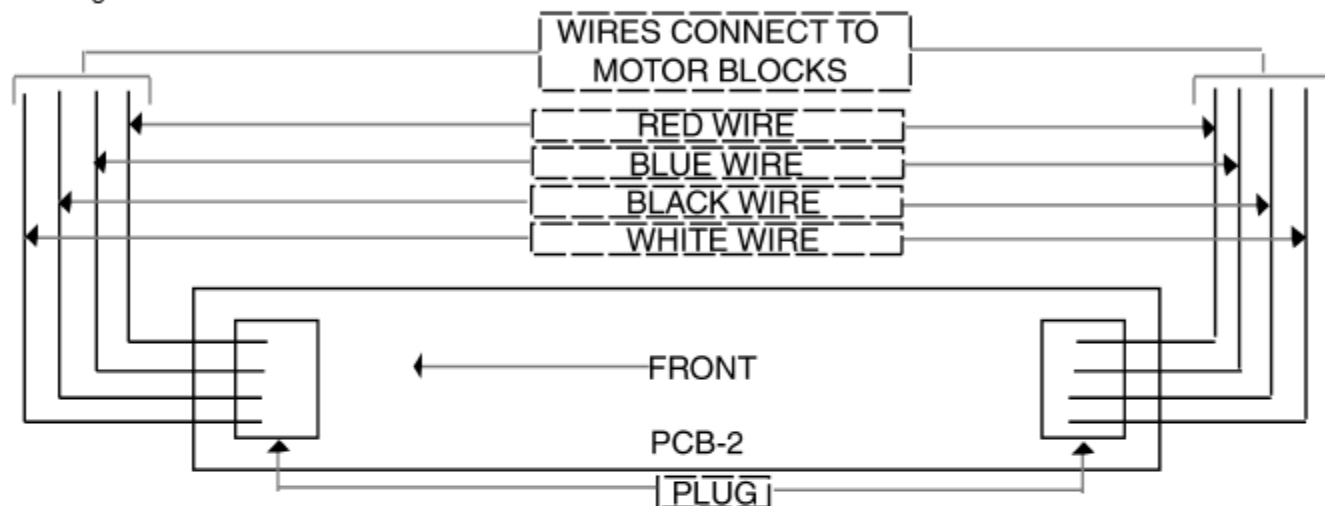 WIRES CONNECT TO
MOTOR BLOCKS
RED WIRE
BLUE WIRE
BLACK WIRE
WHITE WIRE
FRONT
PCB-2
PLUG